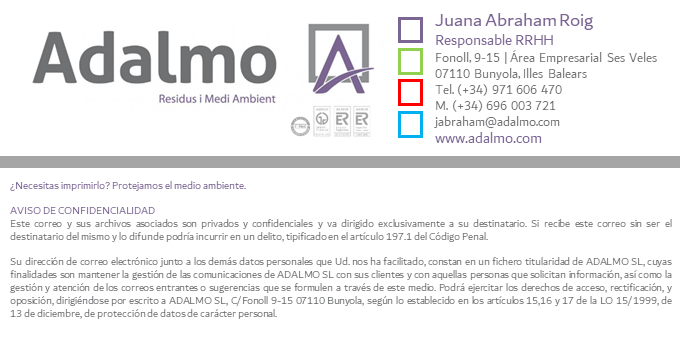 Adalmo
Residus i Medi Ambient
Juana Abraham Roig
Responsable RRHH
Fonoll, 9-15 | Área Empresarial Ses Veles
07110 Bunyola, Illes Balears
Tel. (+34) 971 606 470
M. (+34) 696 003 721
jabraham@adalmo.com
www.adalmo.com
ER
ER
¿Necesitas imprimirlo? Protejamos el medio ambiente.
AVISO DE CONFIDENCIALIDAD
Este correo y sus archivos asociados son privados y confidenciales y va dirigido exclusivamente a su destinatario. Si recibe este correo sin ser el
destinatario del mismo y lo difunde podría incurrir en un delito, tipificado en el artículo 197.1 del Código Penal.
Su dirección de correo electrónico junto a los demás datos personales que Ud. nos ha facilitado, constan en un fichero titularidad de ADALMO SL, cuyas
finalidades son mantener la gestión de las comunicaciones de ADALMO SL con sus clientes y con aquellas personas que solicitan información, así como la
gestión y atención de los correos entrantes o sugerencias que se formulen a través de este medio. Podrá ejercitar los derechos de acceso, rectificación, y
oposición, dirigiéndose por escrito a ADALMO SL, C/Fonoll 9-15 07110 Bunyola, según lo establecido en los artículos 15,16 y 17 de la LO 15/1999, de
13 de diciembre, de protección de datos de carácter personal.